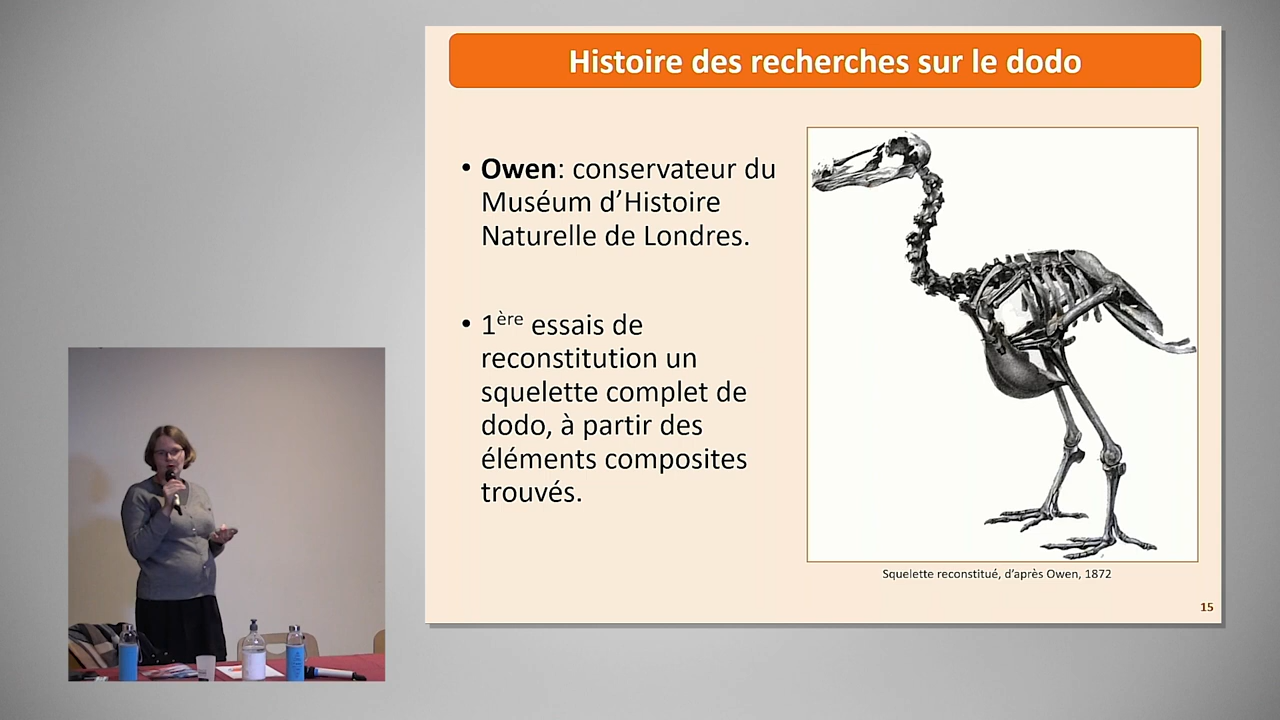 Histoire des recherches sur le dodo
• Owen: conservateur du
Muséum d’Histoire
Naturelle de Londres.
• 1ère essais de
reconstitution un
squelette complet de
dodo, à partir des
éléments composites
trouvés.
Squelette reconstitué, d’après Owen, 1872
15